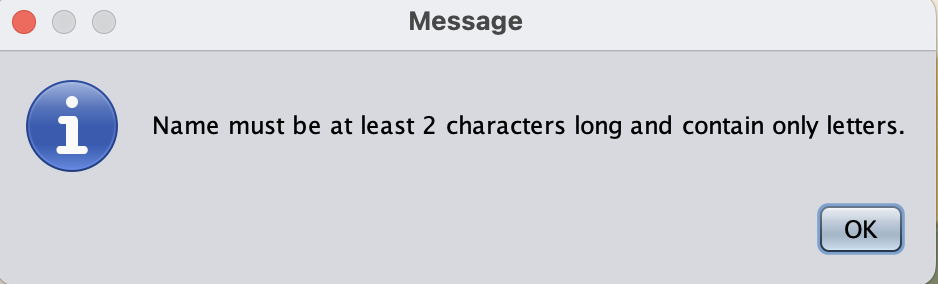 Message
Name must be at least 2 characters long and contain only letters.
OK